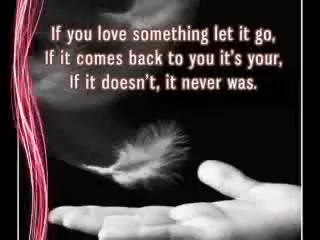 If you love something let it go,
If it comes back to you it's your,
If it doesn't, it never was.